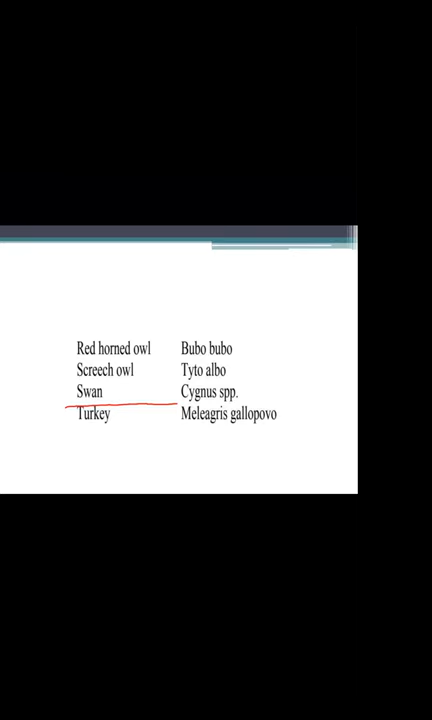 Red horned owl Bubo bubo
Screech owl Tyto albo
Swan Cygnus spp.
Turkey Meleagris gallopovo